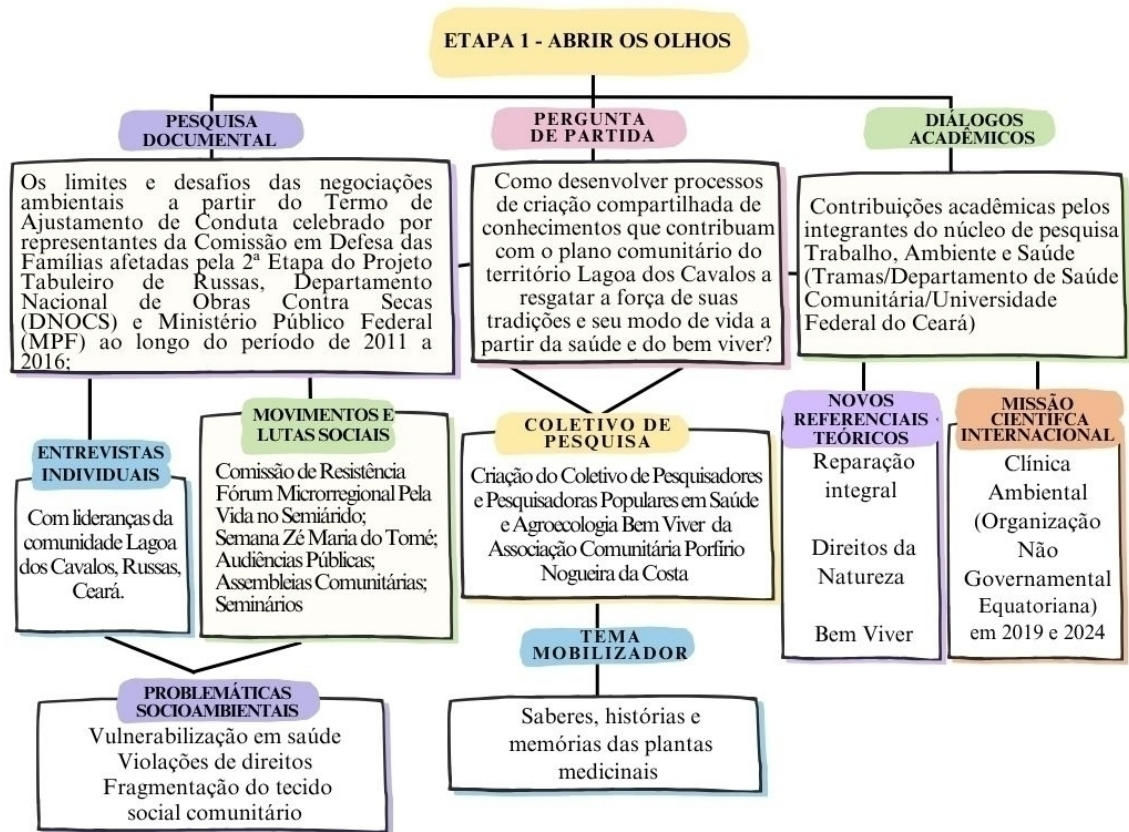 ETAPA 1 - ABRIR OS OLHOS
PESQUISA
DOCUMENTAL
Os limites e desafios das negociações
ambientais a partir do Termo de
Ajustamento de Conduta celebrado por
representantes da Comissão em Defesa das
Famílias afetadas pela 2ª Etapa do Projeto
Tabuleiro de Russas, Departamento
Nacional de Obras Contra Secas
(DNOCS) e Ministério Público Federal
(MPF) ao longo do período de 2011 a
2016;
PERGUNTA
DE PARTIDA
Como desenvolver processos
de criação compartilhada de
conhecimentos que contribuam
com o plano comunitário do
território Lagoa dos Cavalos a
resgatar a força de suas
tradições e seu modo de vida a
partir da saúde e do bem viver?
DIÁLOGOS
ACADÊMICOS
Contribuições acadêmicas pelos
integrantes do núcleo de pesquisa
Trabalho, Ambiente e Saúde
(Tramas/Departamento de Saúde
Comunitária/Universidade
Federal do Ceará)
ENTREVISTAS
INDIVIDUAIS
Com lideranças da
comunidade Lagoa
dos Cavalos, Russas,
Ceará.
MOVIMENTOS E
LUTAS SOCIAIS
Comissão de Resistência
Fórum Microrregional Pela
Vida no Semiárido;
Semana Zé Maria do Tomé;
Audiências Públicas;
Assembleias Comunitárias;
Seminários
COLETIVO DE
PESQUISA
Criação do Coletivo de Pesquisadores
e Pesquisadoras Populares em Saúde
e Agroecologia Bem Viver da
Associação Comunitária Porfírio
Nogueira da Costa
NOVOS
REFERENCIAIS
TEÓRICOS
Reparação
integral
Direitos da
Natureza
Bem Viver
MISSÃO
CIENTÍFCA
INTERNACIONAL
Clínica
Ambiental
(Organização
Não
Governamental
Equatoriana)
em 2019 e 2024
PROBLEMÁTICAS
SOCIOAMBIENTAIS
Vulnerabilização em saúde
Violações de direitos
Fragmentação do tecido
social comunitário
TEMA
MOBILIZADOR
Saberes, histórias e
memórias das plantas
medicinais